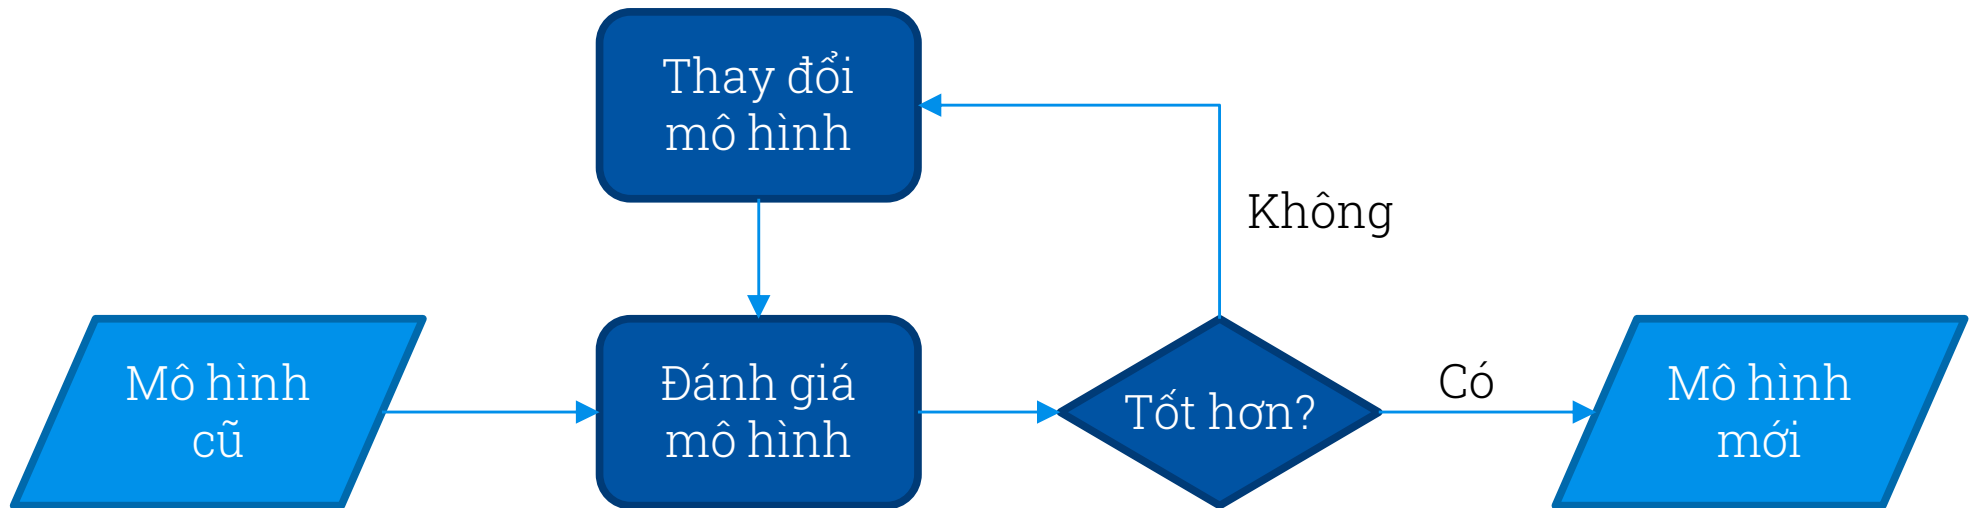 Thay đổi
mô hình
Không
Mô hình
cũ
Đánh giá
mô hình
Tốt hơn?
Có
Mô hình
mới